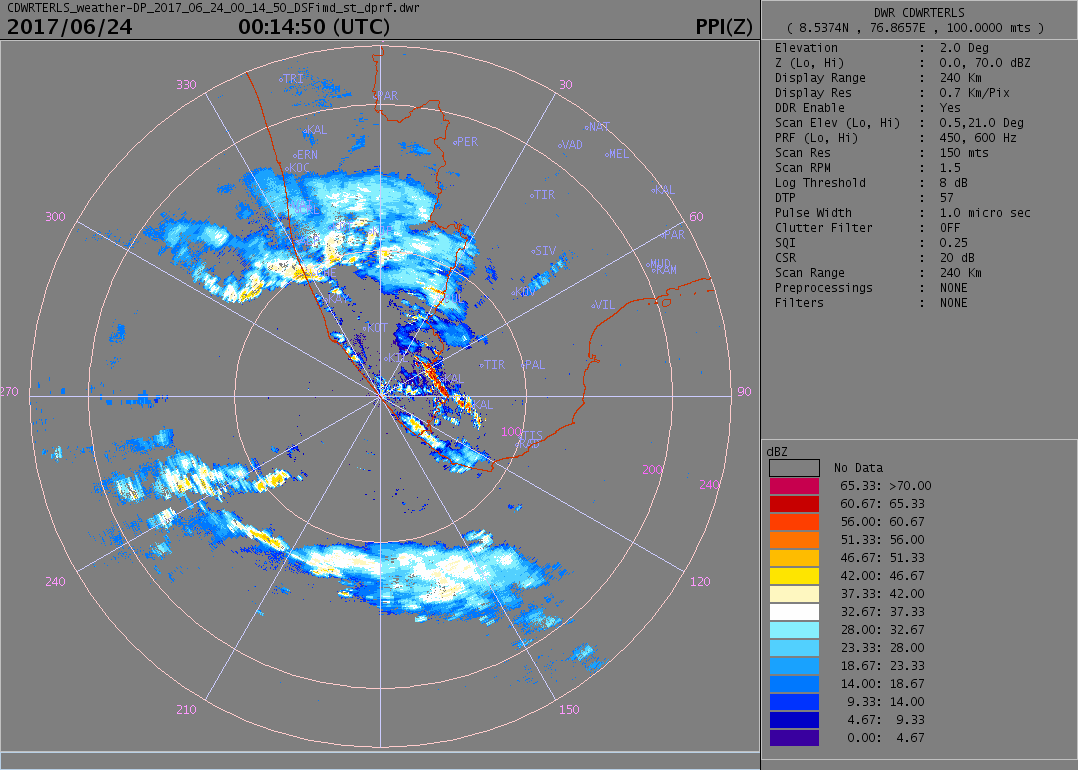 CDWRTERLS_weather-DP_2017_06_24_00_14_50_DSFimd_st_dprf.dwr
2017/06/24 00:14:50 (UTC) PPI(Z)
DWR CDWRTERLS
( 8.5374N , 76.8657E , 100.0000 mts )
Elevation : 2.0 Deg
Z (Lo, Hi) : 0.0, 70.0 dBZ
Display Range : 240 Km
Display Res : 0.7 Km/Pix
DDR Enable : Yes
Scan Elev (Lo, Hi) : 0.5,21.0 Deg
PRF (Lo, Hi) : 450, 600 Hz
Scan Res : 150 mts
Scan RPM : 1.5
Log Threshold : 8 dB
DTP : 57
Pulse Width : 1.0 micro sec
Clutter Filter : OFF
SQI : 0.25
CSR : 20 dB
Scan Range : 240 Km
Preprocessings : NONE
Filters : NONE
330
TRI
30
PAR
KAL
NAT
PER
VAD
ERN
MEL
KOC
TIR
KAL
300
60
PAR
SIV
MUD
RAM
VIL
KOT
TIR
PAL
270
90
KAL
100
TIS
200
240
240
120
210
150
dBZ
No Data
65.33: >70.00
60.67: 65.33
56.00: 60.67
51.33: 56.00
46.67: 51.33
42.00: 46.67
37.33: 42.00
32.67: 37.33
28.00: 32.67
23.33: 28.00
18.67: 23.33
14.00: 18.67
9.33: 14.00
4.67: 9.33
0.00: 4.67